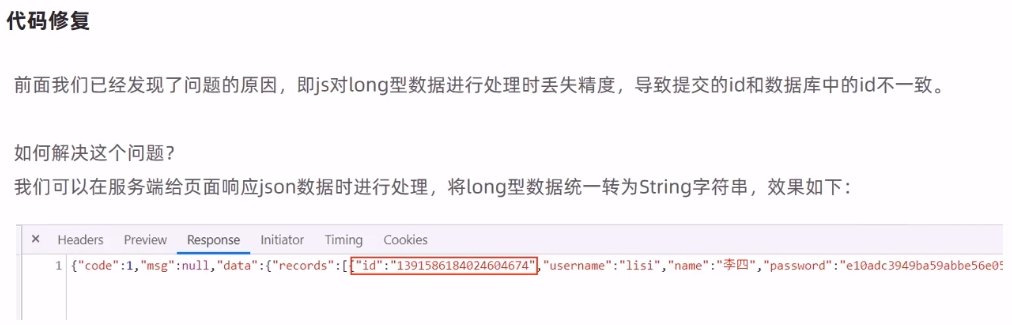 代码修复
前面我们已经发现了问题的原因，即js对long型数据进行处理时丢失精度，导致提交的id和数据库中的id不一致。
如何解决这个问题？
我们可以在服务端给页面响应json数据时进行处理，将long型数据统一转为String字符串，效果如下：
× Headers Preview Response Initiator Timing Cookies
1 {"code":1,"msg":null,"data":{"records":[{"id":"1391586184024604674","username":"lisi","name":"李四","password":"e10adc3949ba59abbe56e05